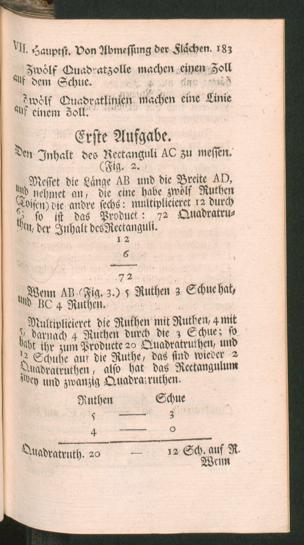 VII. Hauptst. Von Abmessung der Flächen. 183
Zwölf Quadratzolle machen einen Zoll
auf dem Schue.
Zwölf Quadratlinien machen eine Linie
auf einem Zoll.
Erste Aufgabe.
Den Inhalt des Rectanguli AC zu messen.
(Fig. 2.
Messet die Länge AB und die Breite AD,
und nehmet an, die eine habe zwölf Ruthen
(Toisen) die andre sechs: multiplicieret 12 durch
6; so ist das Product: 72 Quadratru-
then, der Inhalt des Rectanguli.
12
6
72
Wenn AB (Fig. 3.) 5 Ruthen 3 Schue hat,
und BC 4 Ruthen.
Multiplicieret die Ruthen mit Ruthen, 4 mit
5, darnach 4 Ruthen durch die 3 Schue; so
habt ihr zum Producte 20 Quadratruthen, und
12 Schuhe auf die Ruthe, das sind wieder 2
Quadratruthen, also hat das Rectangulum
zwey und zwanzig Quadratruthen.
Ruthen Schue
5 — 3
4 — 0
Quadratruth. 20 — 12 Sch. auf R.
Wenn